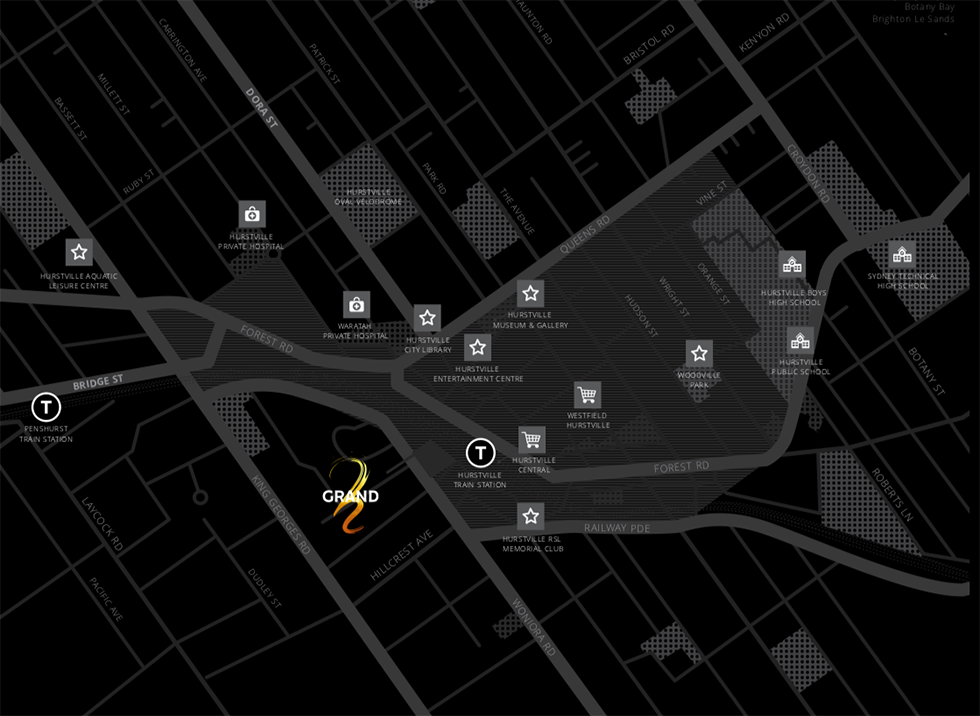 Botany Bay
Brighton Le Sands
CARRINGTON AVE
PATRICK ST
BRISTOL RD
KENYON RD
MILLETT ST
BASSETT ST
DORA ST
RUBY ST
PARK RD
THE AVENUE
CROYDON RD
VINE ST
HURSTVILLE
OVAL VELODROME
QUEENS RD
HURSTVILLE
PRIVATE HOSPITAL
HURSTVILLE AQUATIC
LEISURE CENTRE
SYDNEY TECHNICAL
HIGH SCHOOL
HURSTVILLE BOYS
HIGH SCHOOL
ORANGE ST
WRIGHT ST
HUDSON ST
HURSTVILLE
MUSEUM & GALLERY
WARATAH
PRIVATE HOSPITAL
HURSTVILLE
CITY LIBRARY
FOREST RD
HURSTVILLE
ENTERTAINMENT CENTRE
WOODVILLE
PARK
HURSTVILLE
PUBLIC SCHOOL
BOTANY ST
BRIDGE ST
T
PENSHURST
TRAIN STATION
WESTFIELD
HURSTVILLE
T
HURSTVILLE
TRAIN STATION
HURSTVILLE
CENTRAL
FOREST RD
GRAND
ROBERTS LN
KING GEORGES RD
LAYCOCK RD
HURSTVILLE RSL
MEMORIAL CLUB
RAILWAY PDE
HILLCREST AVE
DUDLEY ST
PACIFIC AVE
WONIORA RD